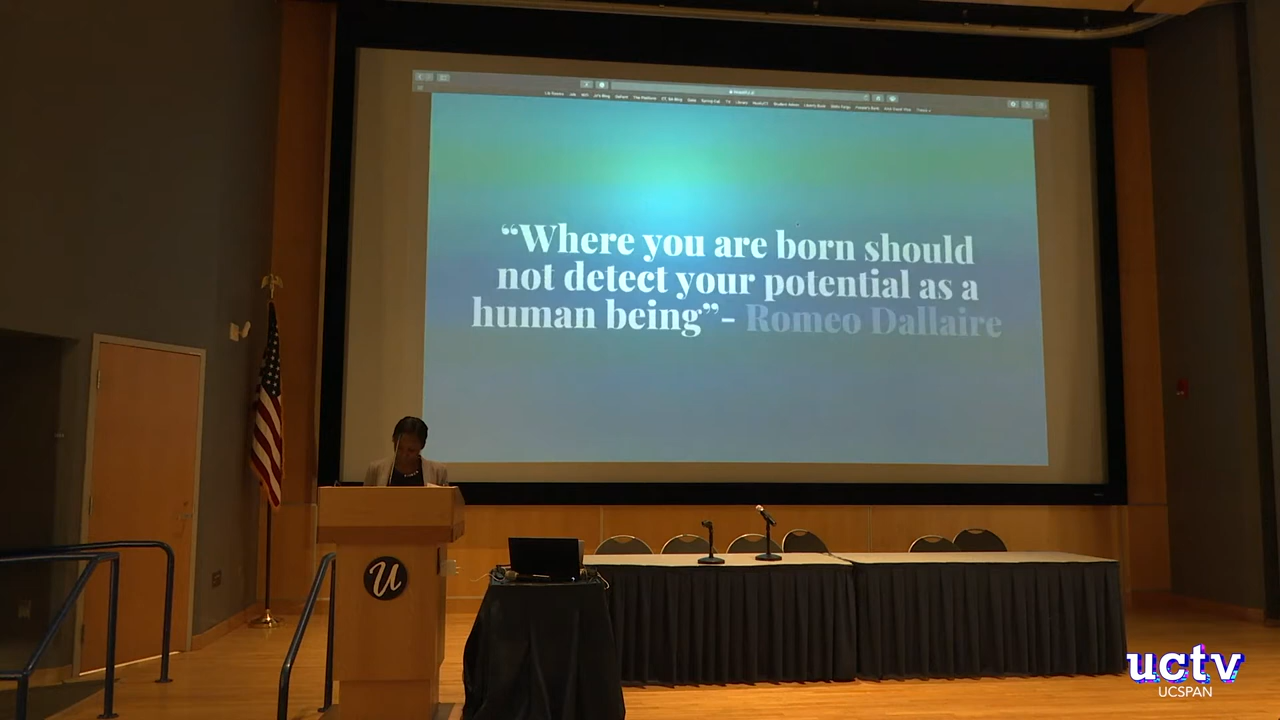 “Where you are born should
not detect your potential as a
human being”- Romeo Dallaire
U
uctv
UCSPAN